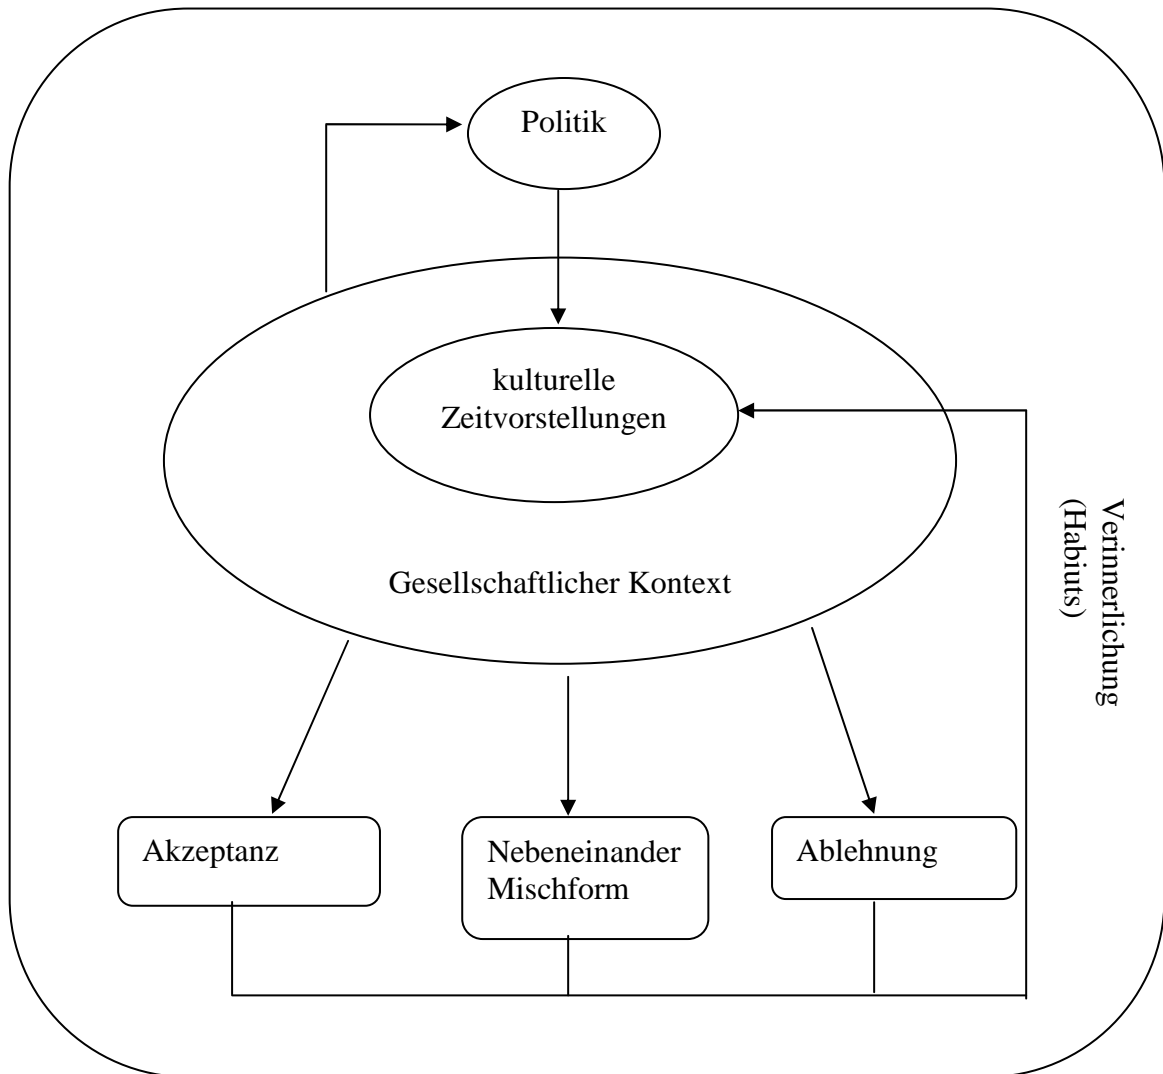 Politik
kulturelle
Zeitvorstellungen
Gesellschaftlicher Kontext
Verinnerlichung
(Habiuts)
Akzeptanz
Nebeneinander
Mischform
Ablehnung